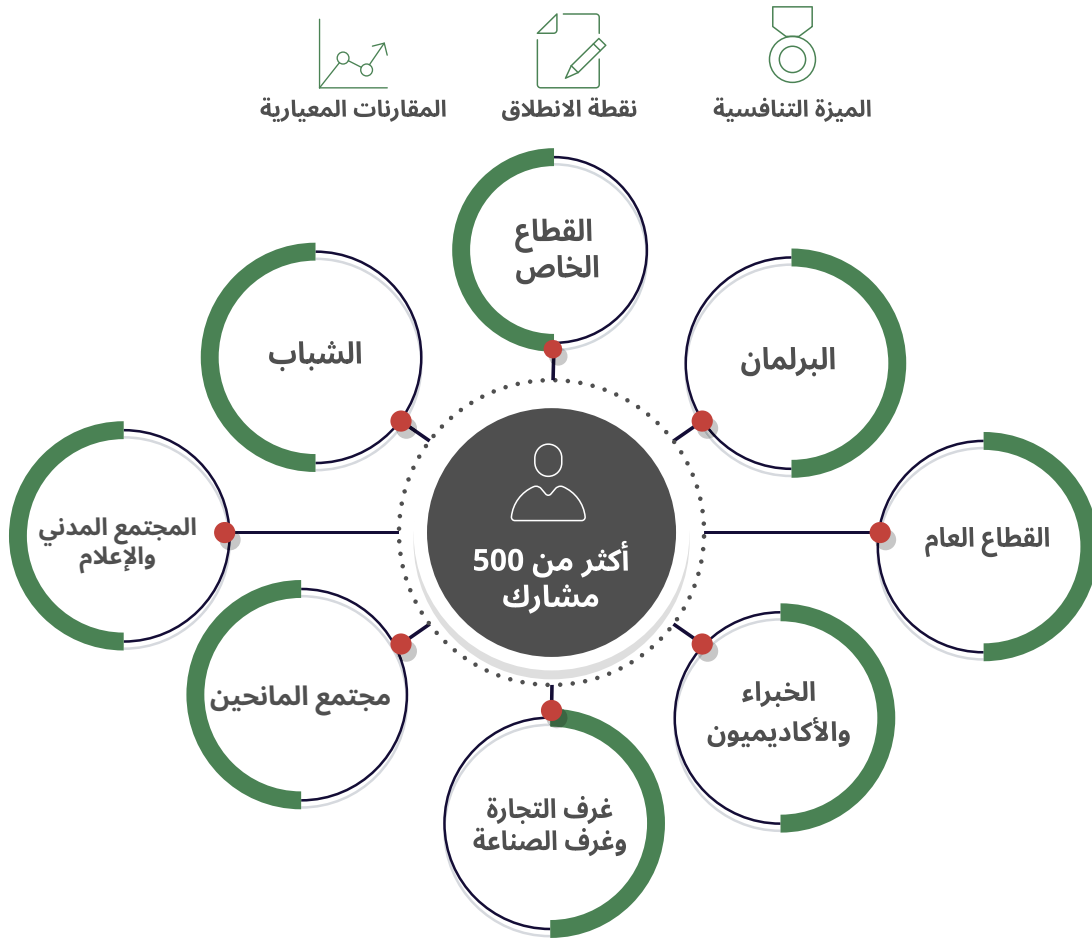 الميزة التنافسية
نقطة الانطلاق
المقارنات المعيارية
القطاع
الخاص
البرلمان
الشباب
القطاع العام
المجتمع المدني
والإعلام
أكثر من 500
مشارك
الخبراء
والأكاديميون
مجتمع المانحين
غرف التجارة
وغرف الصناعة